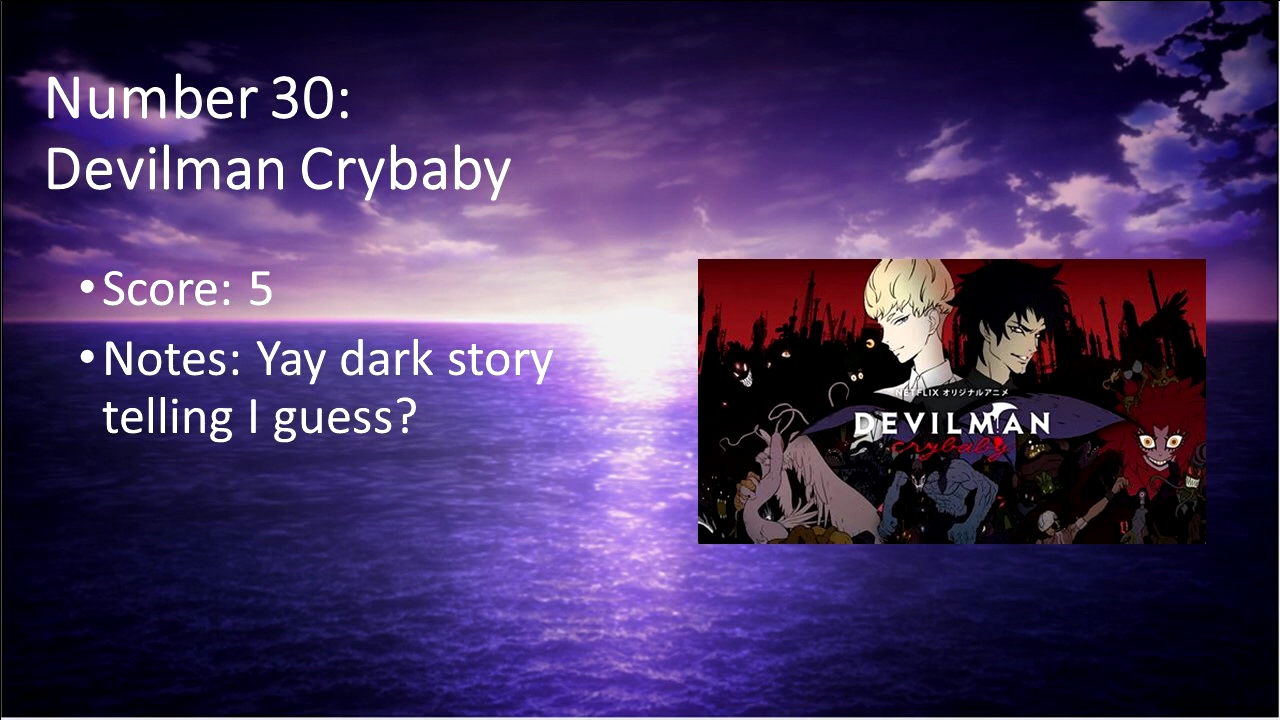 Number 30:
Devilman Crybaby
•Score: 5
•Notes: Yay dark story
telling I guess?
NETFLIX オリジナルアニメ
DEVILMAN
crybaby